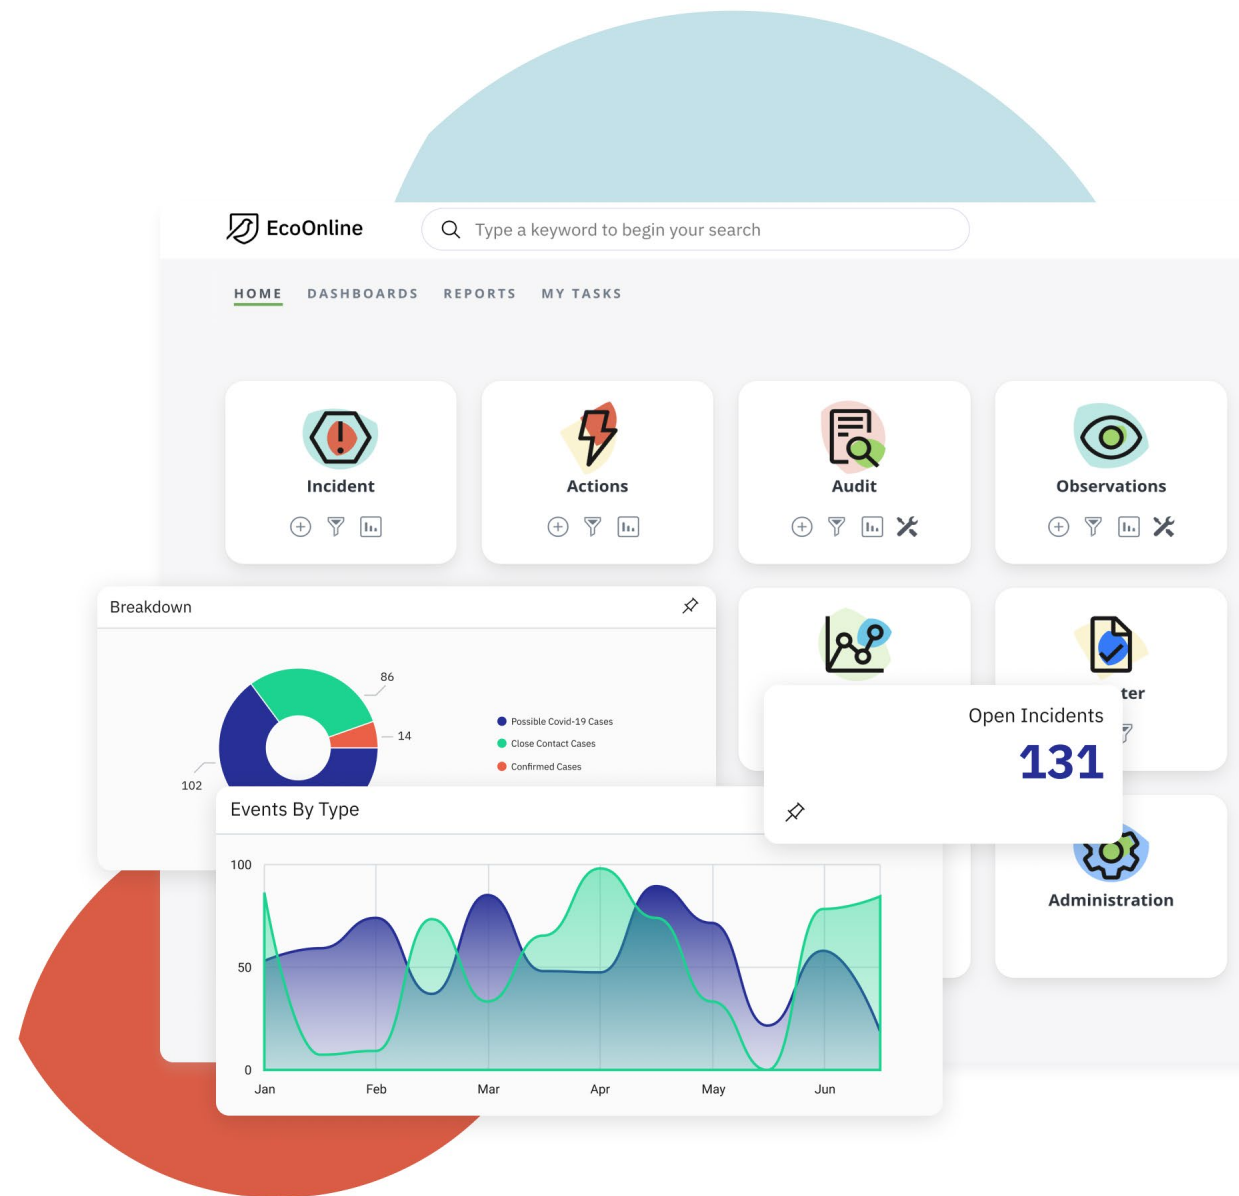 EcoOnline
Type a keyword to begin your search
HOME DASHBOARDS REPORTS MY TASKS
Incident
Actions
Audit
Observations
Breakdown
86
14
102
Possible Covid-19 Cases
Close Contact Cases
Confirmed Cases
ter
Open Incidents
131
Events By Type
100
50
0
Jan Feb Mar Apr May Jun
Administration